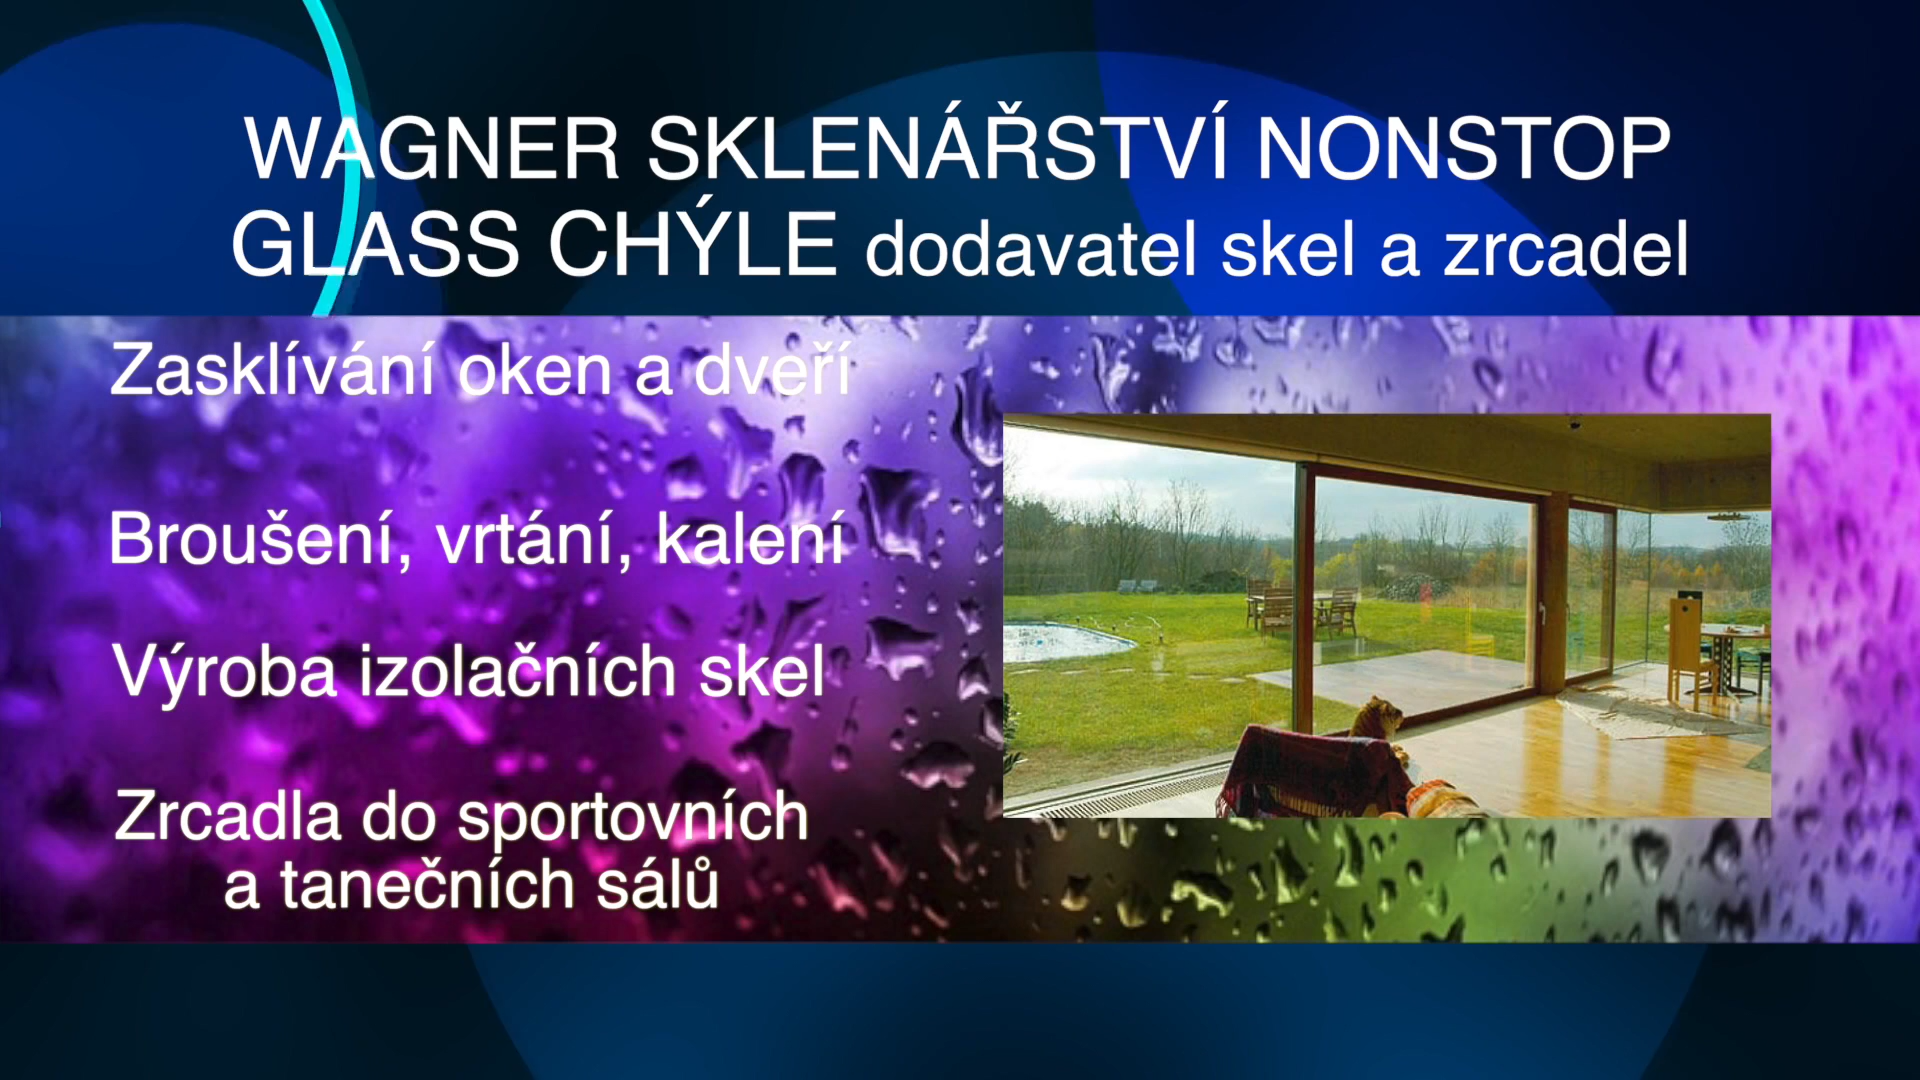 WAGNER SKLENÁŘSTVÍ NONSTOP
GLASS CHÝLE dodavatel skel a zrcadel
Zasklívání oken a dveří
Broušení, vrtání, kalení
Výroba izolačních skel
Zrcadla do sportovních
a tanečních sálů